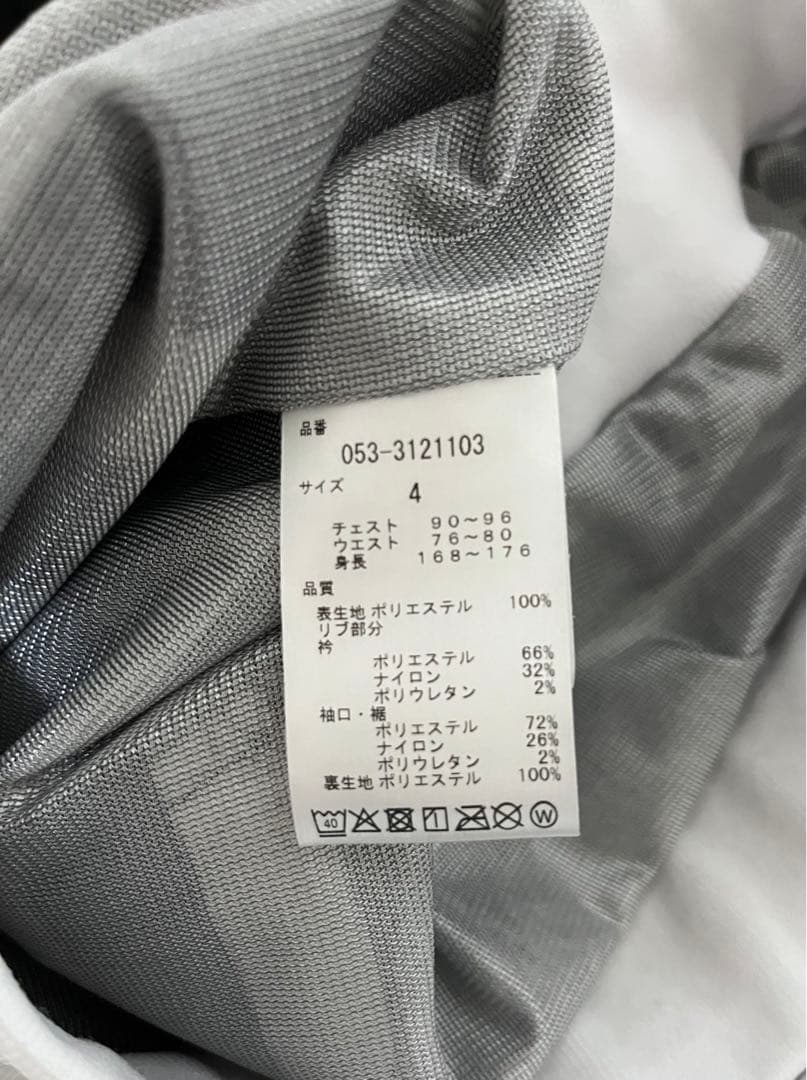 品番
053-3121103
サイズ
4
チェスト 90～96
ウエスト 76～80
身長 168～176
品質
表生地 ポリエステル 100%
リブ部分
衿
ポリエステル 66%
ナイロン 32%
ポリウレタン 2%
袖口・裾
ポリエステル 72%
ナイロン 26%
ポリウレタン 2%
裏生地 ポリエステル 100%
40 W